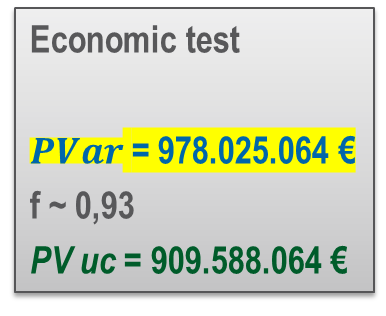 Economic test
PV ar = 978.025.064 €
f ~ 0,93
PV uc = 909.588.064 €